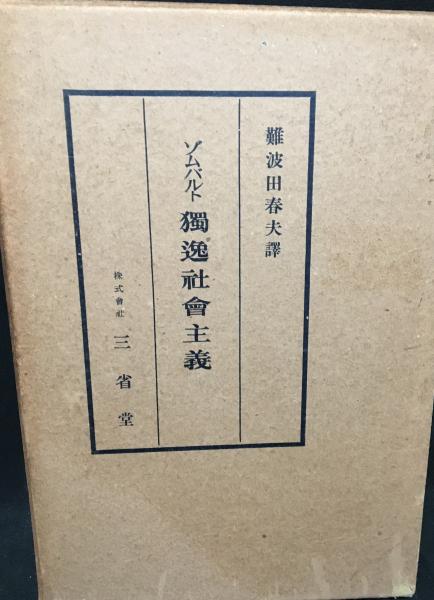 難波田春夫譯
ゾムバルト 獨逸社會主義
株式會社 三省堂